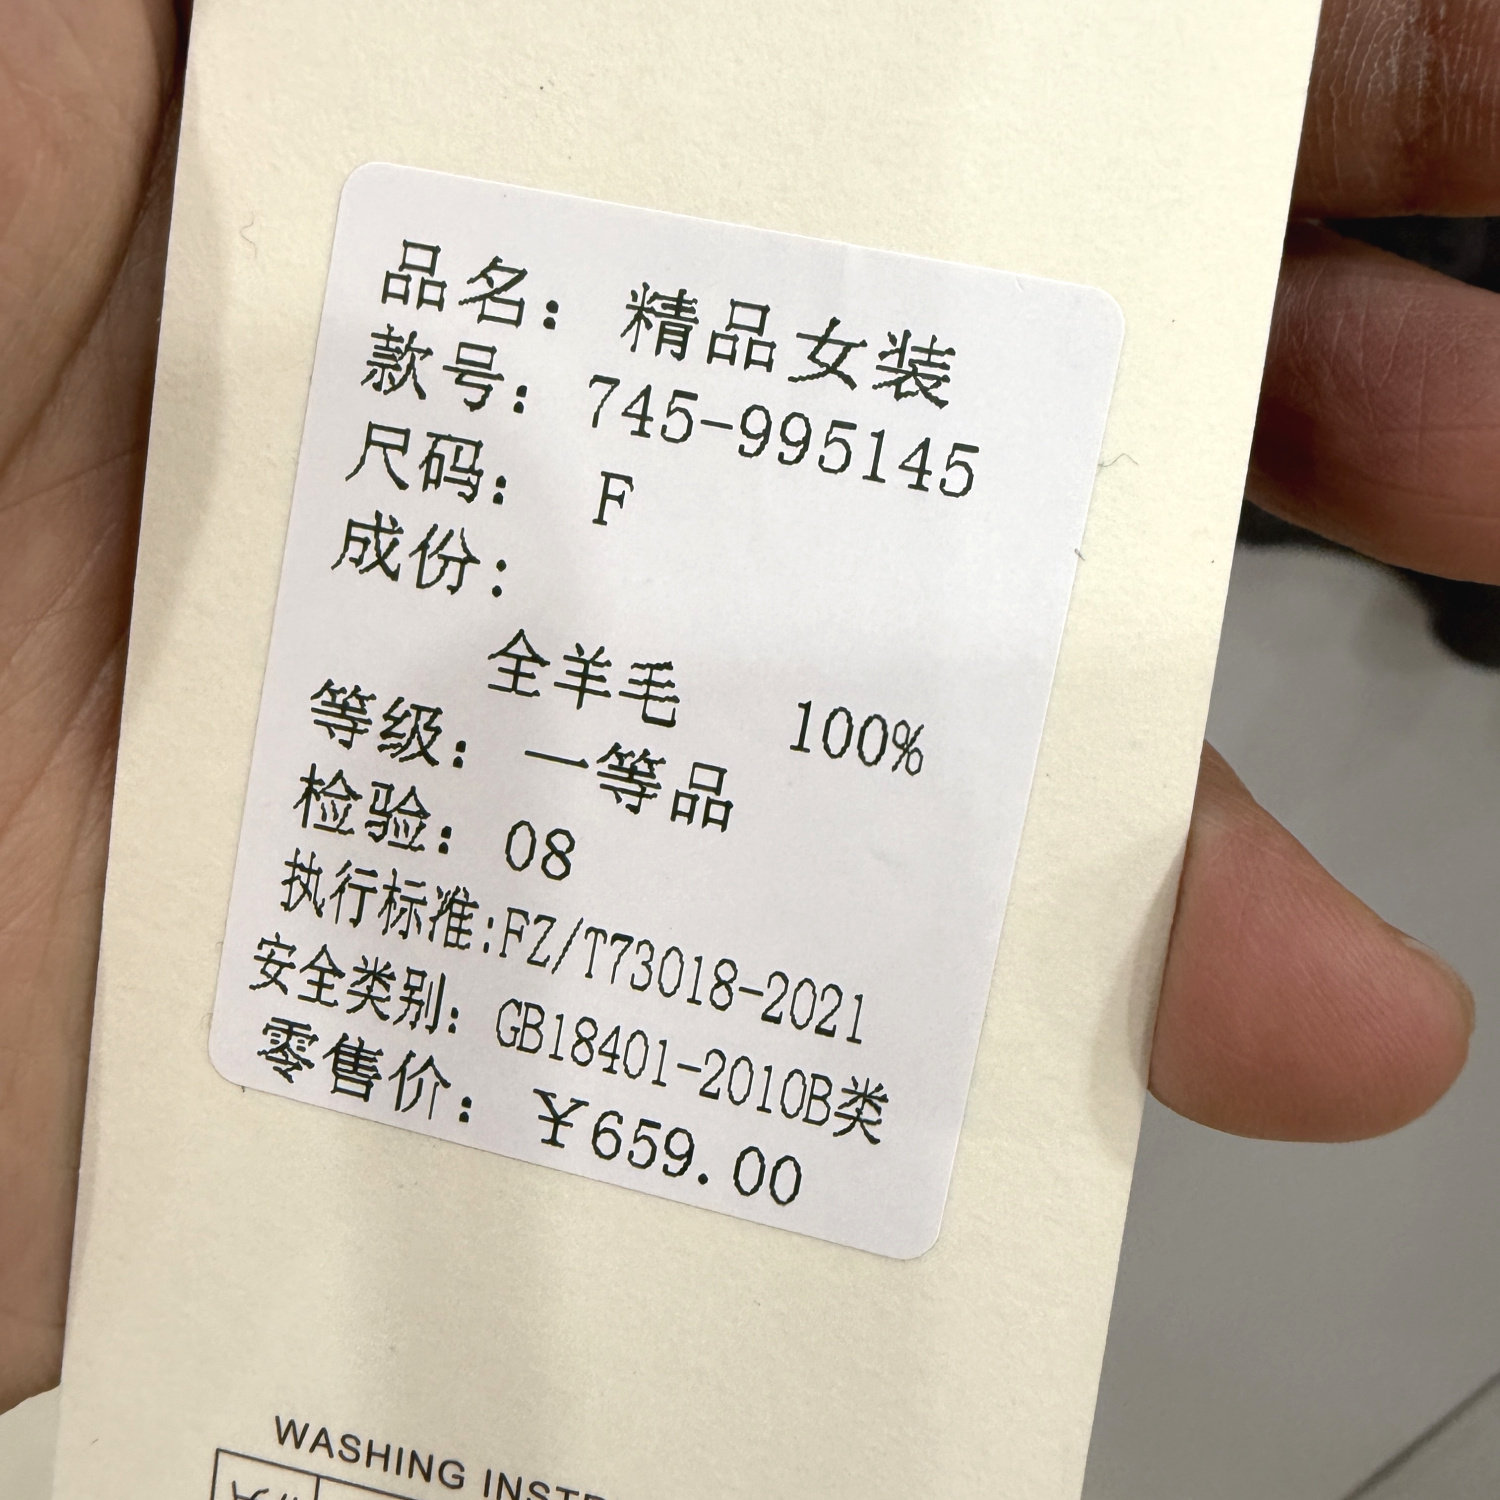 品名： 精品女装
款号： 745-995145
尺码： F
成份：
全羊毛 100%
等级： 一等品
检验： 08
执行标准:FZ/T73018-2021
安全类别： GB18401-2010B类
零售价： ¥659.00
WASHING